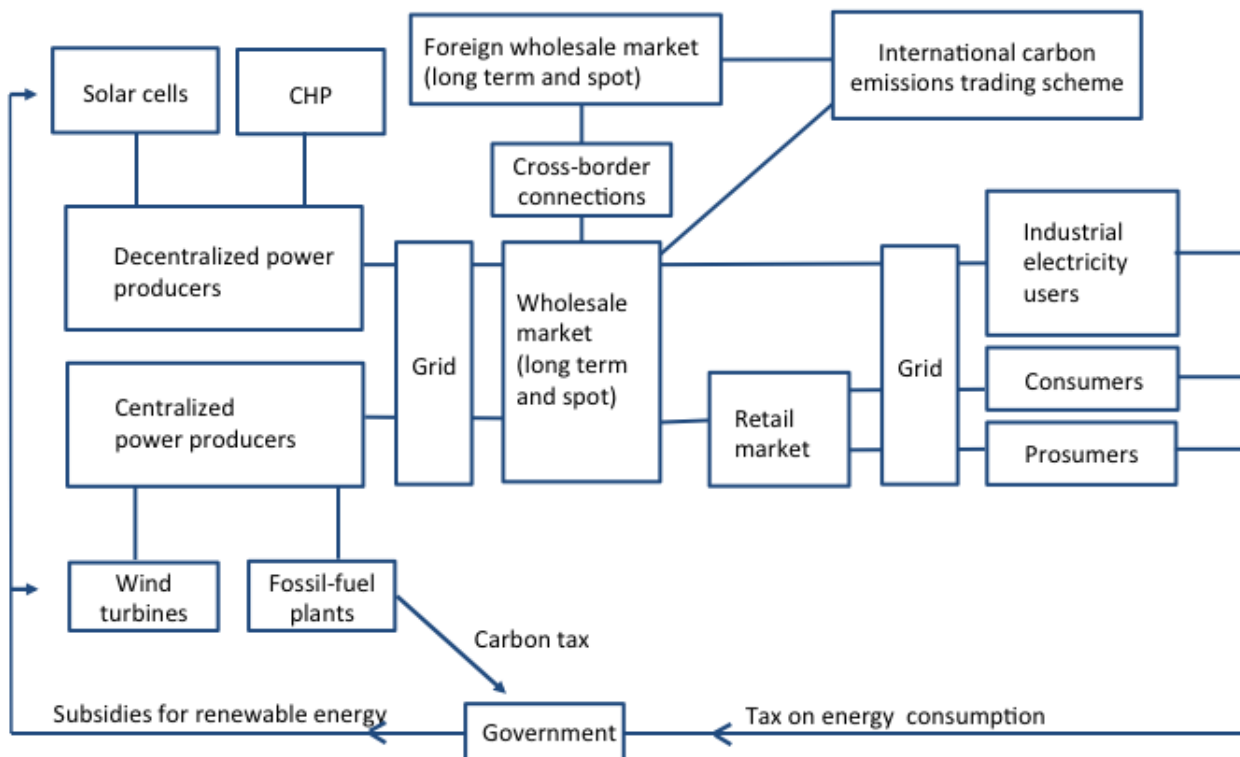 Foreign wholesale market
(long term and spot)
International carbon
emissions trading scheme
Solar cells
CHP
Cross-border
connections
Decentralized power
producers
Industrial
electricity
users
Wholesale
market
(long term
and spot)
Grid
Grid
Centralized
power producers
Retail
market
Consumers
Prosumers
Wind
turbines
Fossil-fuel
plants
Carbon tax
Subsidies for renewable energy
Government
Tax on energy consumption